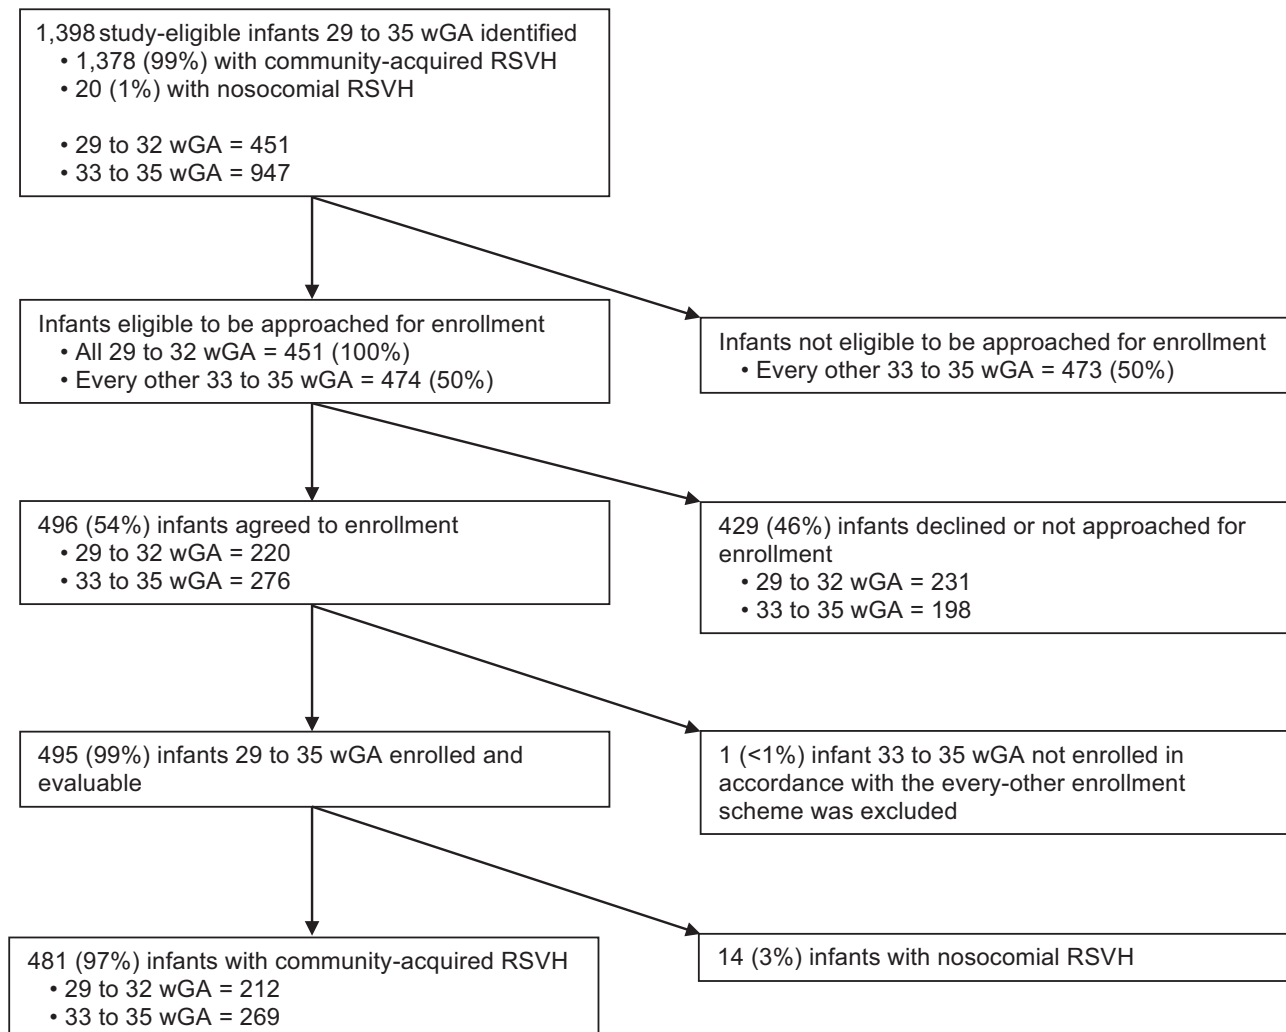 1,398 study-eligible infants 29 to 35 wGA identified
• 1,378 (99%) with community-acquired RSVH
• 20 (1%) with nosocomial RSVH
• 29 to 32 wGA = 451
• 33 to 35 wGA = 947
Infants eligible to be approached for enrollment
• All 29 to 32 wGA = 451 (100%)
• Every other 33 to 35 wGA = 474 (50%)
Infants not eligible to be approached for enrollment
• Every other 33 to 35 wGA = 473 (50%)
496 (54%) infants agreed to enrollment
• 29 to 32 wGA = 220
• 33 to 35 wGA = 276
429 (46%) infants declined or not approached for
enrollment
• 29 to 32 wGA = 231
• 33 to 35 wGA = 198
495 (99%) infants 29 to 35 wGA enrolled and
evaluable
1 (<1%) infant 33 to 35 wGA not enrolled in
accordance with the every-other enrollment
scheme was excluded
481 (97%) infants with community-acquired RSVH
• 29 to 32 wGA = 212
• 33 to 35 wGA = 269
14 (3%) infants with nosocomial RSVH